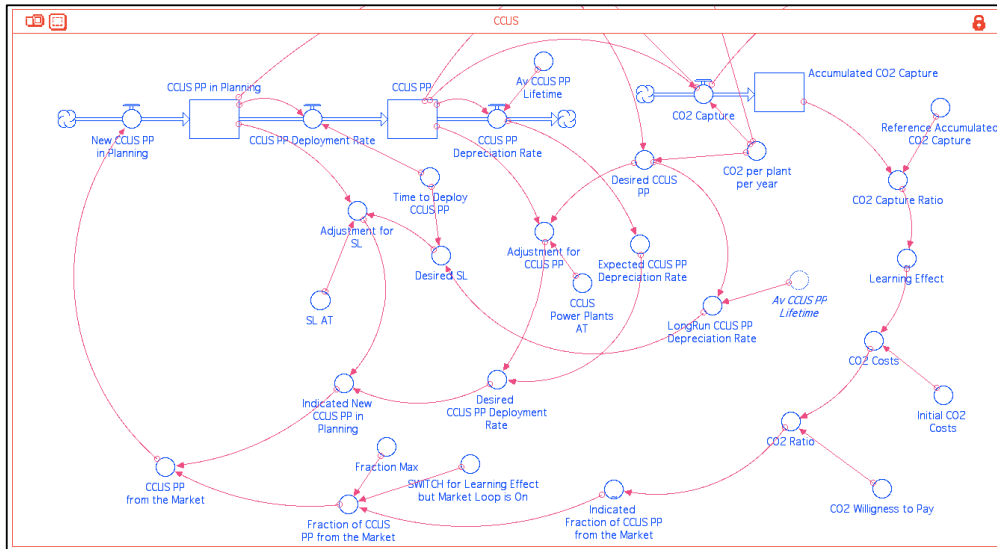 CCUS
CCUS PP in Planning
CCUS PP
Av CCUS PP
Lifetime
Accumulated CO2 Capture
New CCUS PP
in Planning
CCUS PP Deployment Rate
CCUS PP
Depreciation Rate
CO2 Capture
Reference Accumulated
CO2 Capture
Desired CCUS
PP
CO2 per plant
per year
Time to Deploy
CCUS PP
CO2 Capture Ratio
Adjustment for
SL
Desired SL
Adjustment for
CCUS PP
Expected CCUS PP
Depreciation Rate
Learning Effect
SL AT
CCUS
Power Plants
AT
LongRun CCUS PP
Depreciation Rate
Av CCUS PP
Lifetime
CO2 Costs
Indicated New
CCUS PP in
Planning
Desired
CCUS PP Deployment
Rate
Initial CO2
Costs
CO2 Ratio
Fraction Max
CCUS PP
from the Market
SWITCH for Learning Effect
but Market Loop is On
Fraction of CCUS
PP from the Market
Indicated
Fraction of CCUS PP
from the Market
CO2 Willigness to Pay